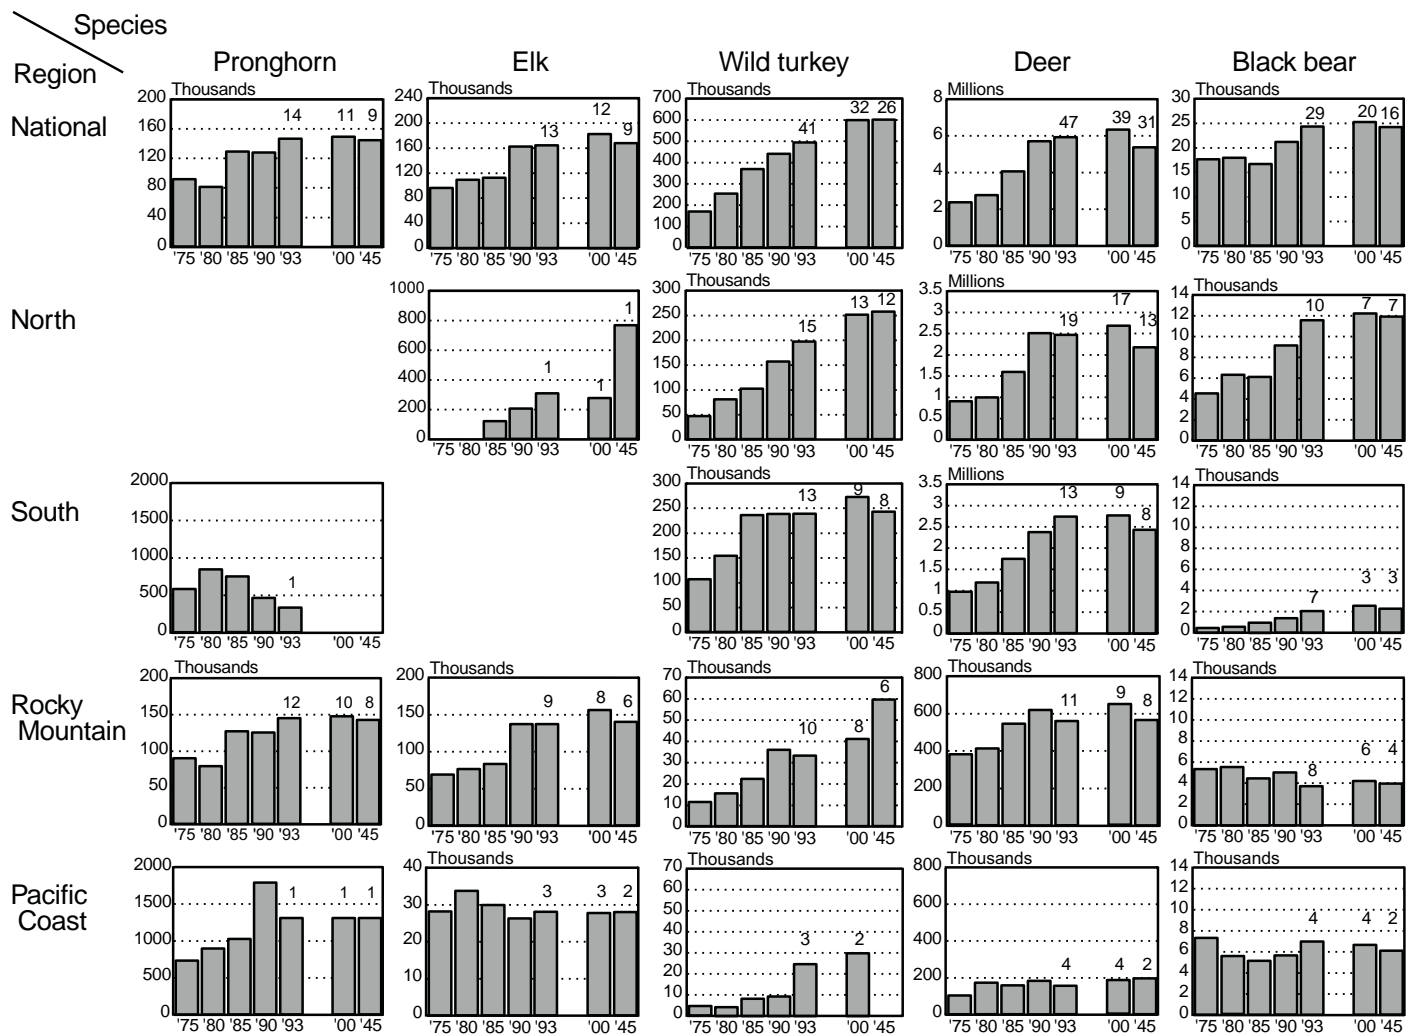 Species
Region
Pronghorn Elk Wild turkey Deer Black bear
National
Thousands Thousands Thousands Millions Thousands
200 160 120 80 40 0
14 11 9
'75 '80 '85 '90 '93 '00 '45
240 200 160 120 80 40 0
13 12 9
'75 '80 '85 '90 '93 '00 '45
700 600 500 400 300 200 100 0
41 32 26
'75 '80 '85 '90 '93 '00 '45
8 6 4 2 0
47 39 31
'75 '80 '85 '90 '93 '00 '45
30 25 20 15 10 5 0
29 20 16
'75 '80 '85 '90 '93 '00 '45
North
Thousands Millions Thousands
1000 800 600 400 200 0
1 1 1
'75 '80 '85 '90 '93 '00 '45
300 250 200 150 100 50 0
15 13 12
'75 '80 '85 '90 '93 '00 '45
3.5 3 2.5 2 1.5 1 0.5 0
19 17 13
'75 '80 '85 '90 '93 '00 '45
14 12 10 8 6 4 2 0
10 7 7
'75 '80 '85 '90 '93 '00 '45
South
Thousands Millions Thousands
2000 1500 1000 500 0
1
'75 '80 '85 '90 '93 '00 '45
300 250 200 150 100 50 0
13 9 8
'75 '80 '85 '90 '93 '00 '45
3.5 3 2.5 2 1.5 1 0.5 0
13 9 8
'75 '80 '85 '90 '93 '00 '45
14 12 10 8 6 4 2 0
7 3 3
'75 '80 '85 '90 '93 '00 '45
Rocky
Mountain
Thousands Thousands Thousands
200 150 100 50 0
12 10 8
'75 '80 '85 '90 '93 '00 '45
200 150 100 50 0
9 8 6
'75 '80 '85 '90 '93 '00 '45
70 60 50 40 30 20 10 0
10 8 6
'75 '80 '85 '90 '93 '00 '45
800 600 400 200 0
11 9 8
'75 '80 '85 '90 '93 '00 '45
14 12 10 8 6 4 2 0
8 6 4
'75 '80 '85 '90 '93 '00 '45
Pacific
Coast
Thousands Thousands Thousands
2000 1500 1000 500 0
1 1 1
'75 '80 '85 '90 '93 '00 '45
40 30 20 10 0
3 3 2
'75 '80 '85 '90 '93 '00 '45
70 60 50 40 30 20 10 0
3 2
'75 '80 '85 '90 '93 '00 '45
800 600 400 200 0
4 4 2
'75 '80 '85 '90 '93 '00 '45
14 12 10 8 6 4 2 0
4 4 2
'75 '80 '85 '90 '93 '00 '45